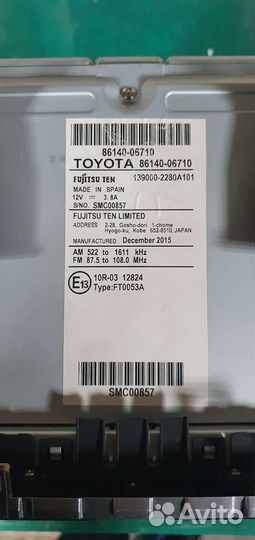 86140-06710
TOYOTA 86140-06710
FUJITSU TEN 139000-2280A101
MADE IN SPAIN
12V ⎓ 3.8A
S/NO. SMC00857
FUJITSU TEN LIMITED
ADDRESS 2-28, Gosho-dori 1-chome
Hyogo-ku, Kobe 652-8510, JAPAN
MANUFACTURED December 2015
AM 522 to 1611 kHz
FM 87.5 to 108.0 MHz
E13 10R-03 12824
Type:FT0053A
SMC00857
Avito